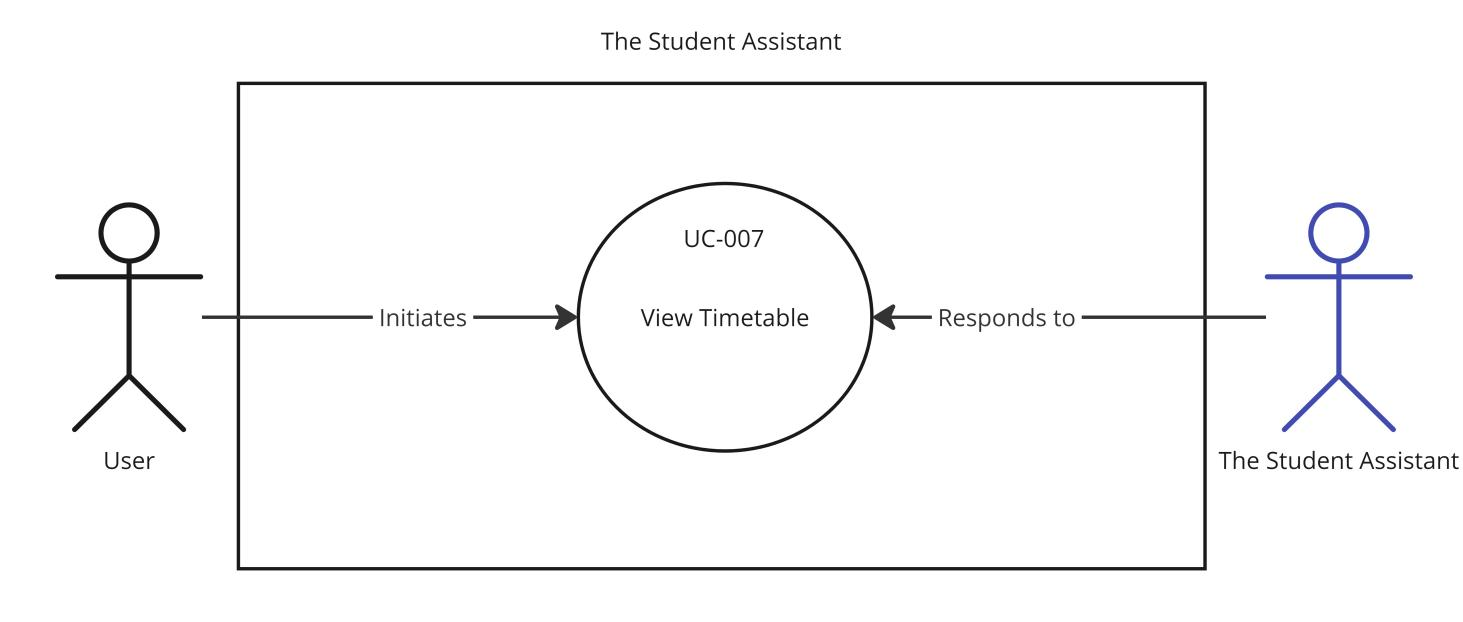 The Student Assistant
UC-007
Initiates
View Timetable
Responds to
User
The Student Assistant